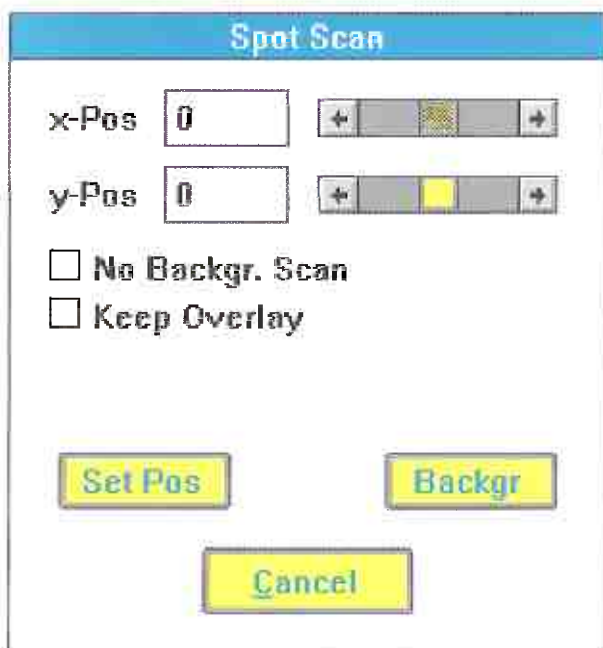 Spot Scan
x-Pos 0
y-Pos 0
No Backgr. Scan
Keep Overlay
Set Pos Backgr
Cancel